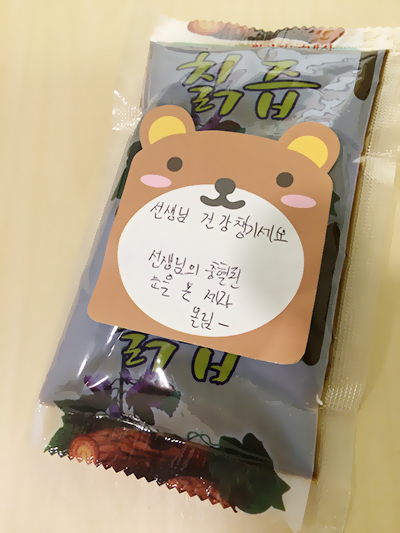 칡즙
선생님 건강챙기세요
선생님의 충혈된
눈을 본 제자
올림-
칡즙